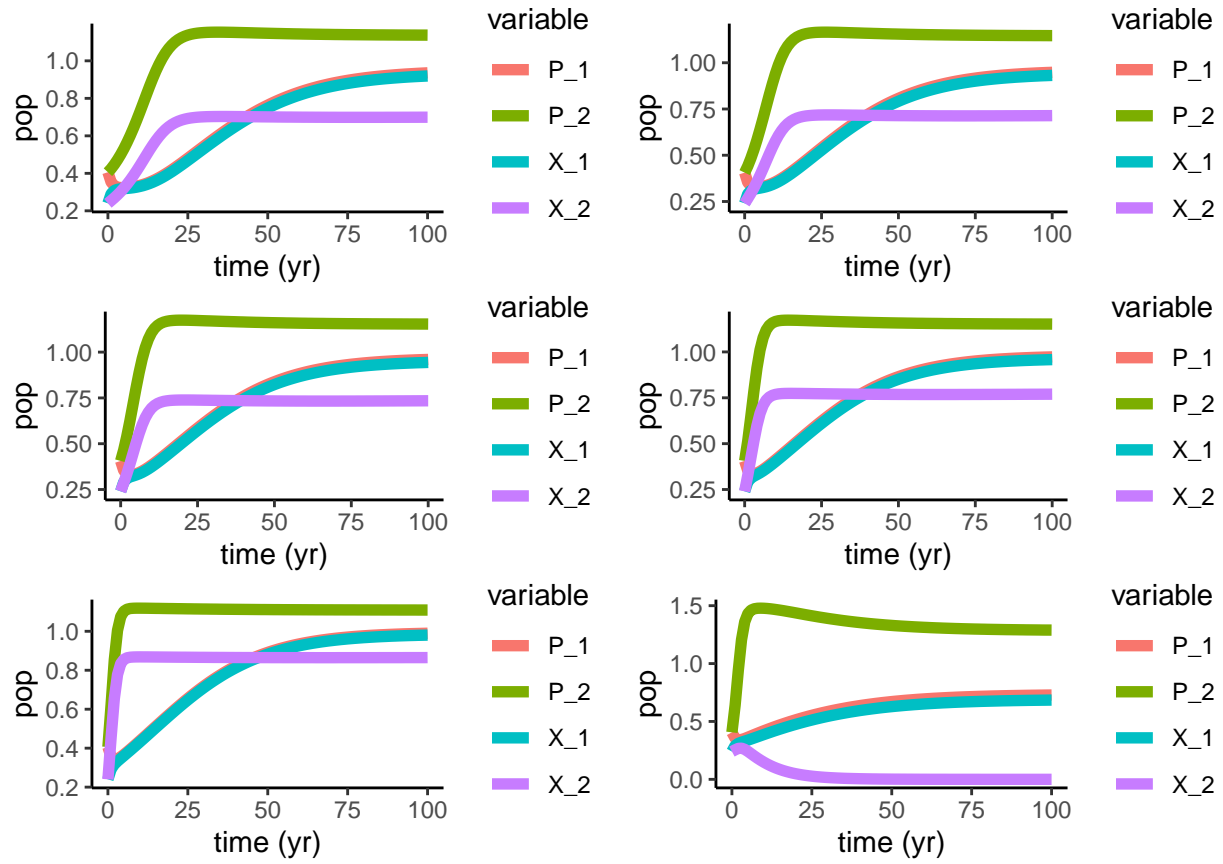 variable
pop
1.0
0.8
0.6
0.4
0.2
P_1
P_2
X_1
X_2
0 25 50 75 100
time (yr)
variable
pop
1.00
0.75
0.50
0.25
P_1
P_2
X_1
X_2
0 25 50 75 100
time (yr)
variable
pop
1.00
0.75
0.50
0.25
P_1
P_2
X_1
X_2
0 25 50 75 100
time (yr)
variable
pop
1.00
0.75
0.50
0.25
P_1
P_2
X_1
X_2
0 25 50 75 100
time (yr)
variable
pop
1.0
0.8
0.6
0.4
0.2
P_1
P_2
X_1
X_2
0 25 50 75 100
time (yr)
variable
pop
1.5
1.0
0.5
0.0
P_1
P_2
X_1
X_2
0 25 50 75 100
time (yr)